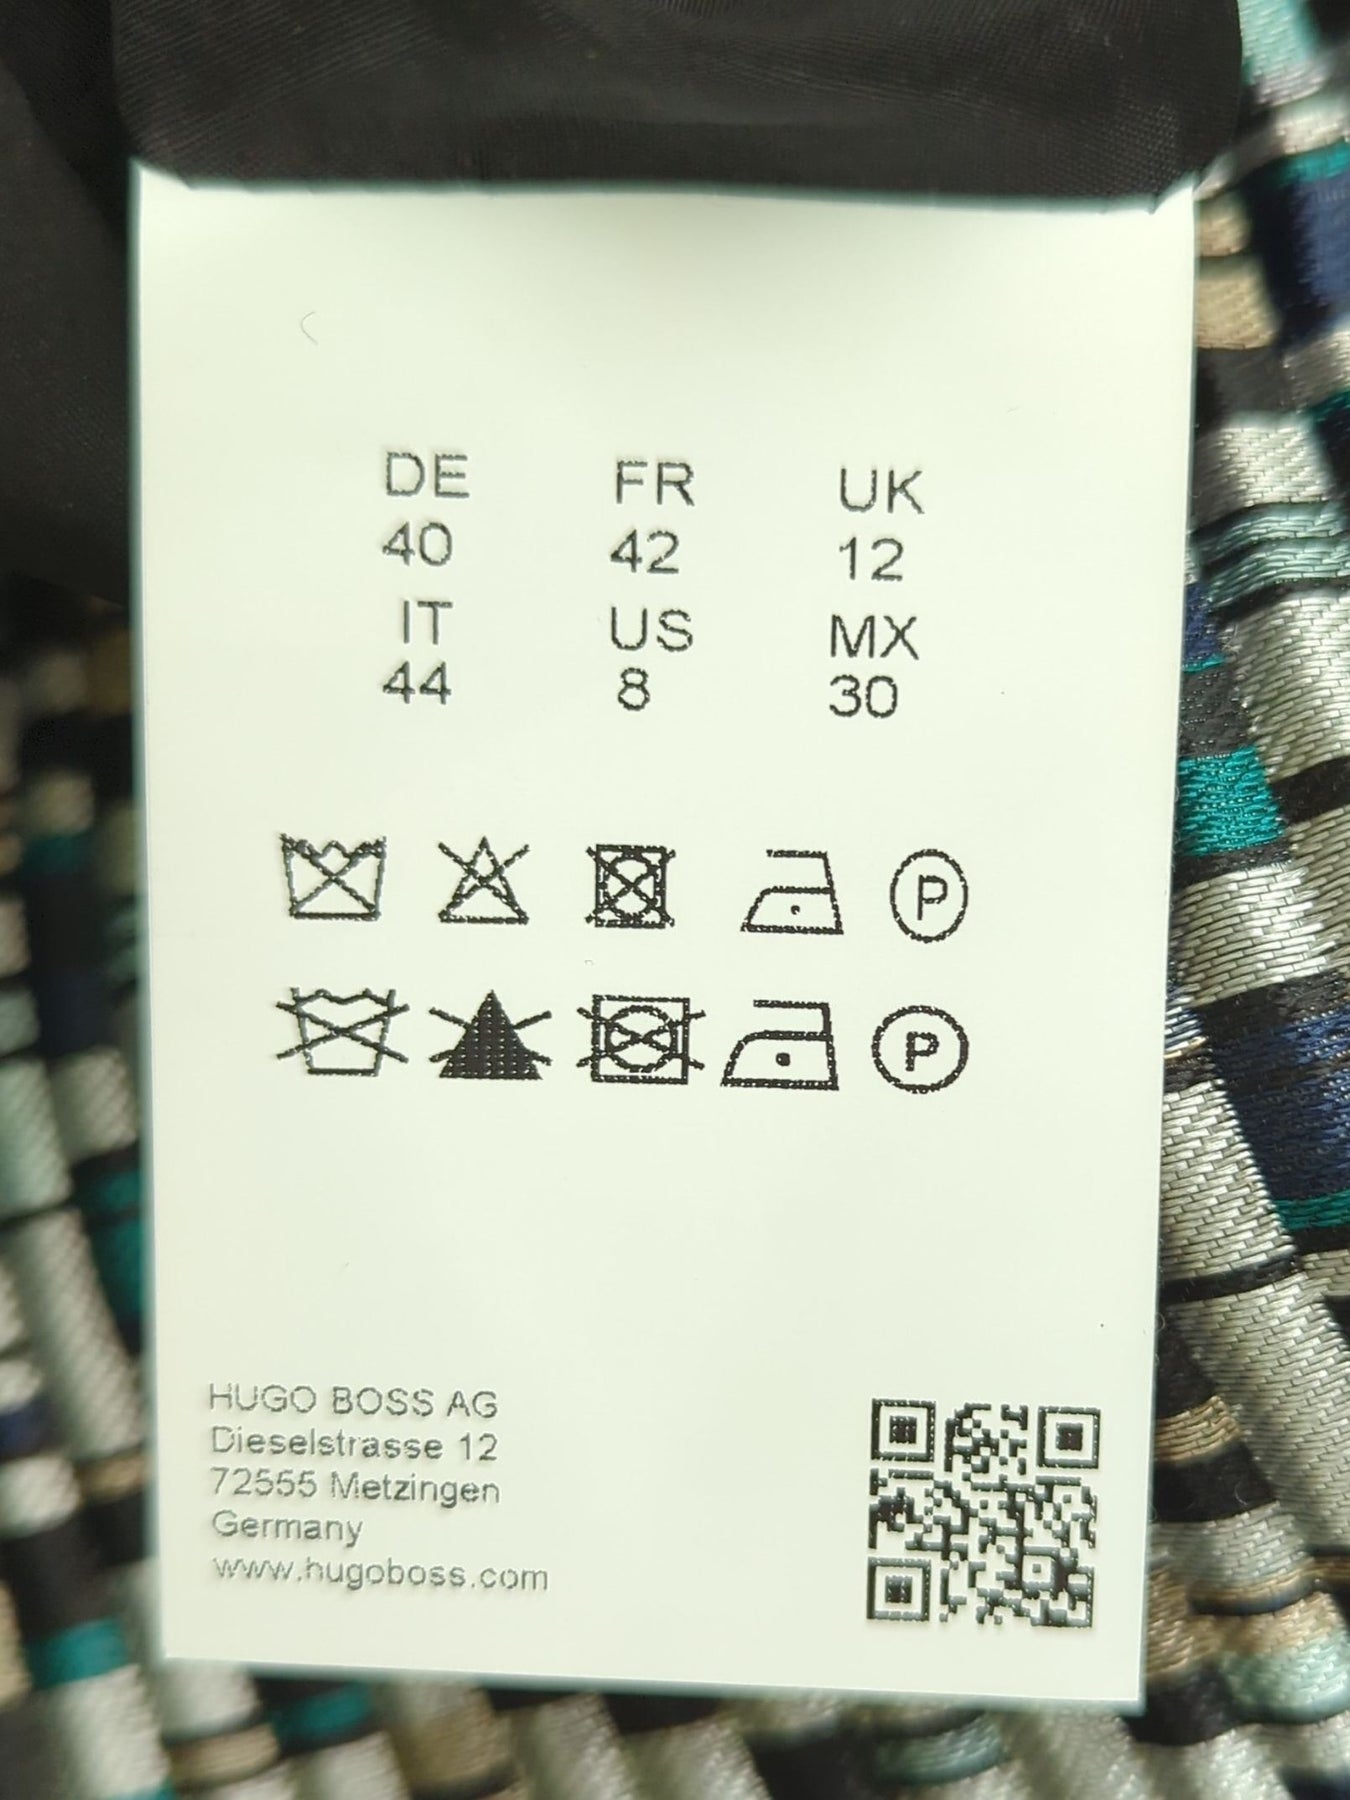 DE FR UK
40 42 12
IT US MX
44 8 30
P
P
HUGO BOSS AG
Dieselstrasse 12
72555 Metzingen
Germany
www.hugoboss.com